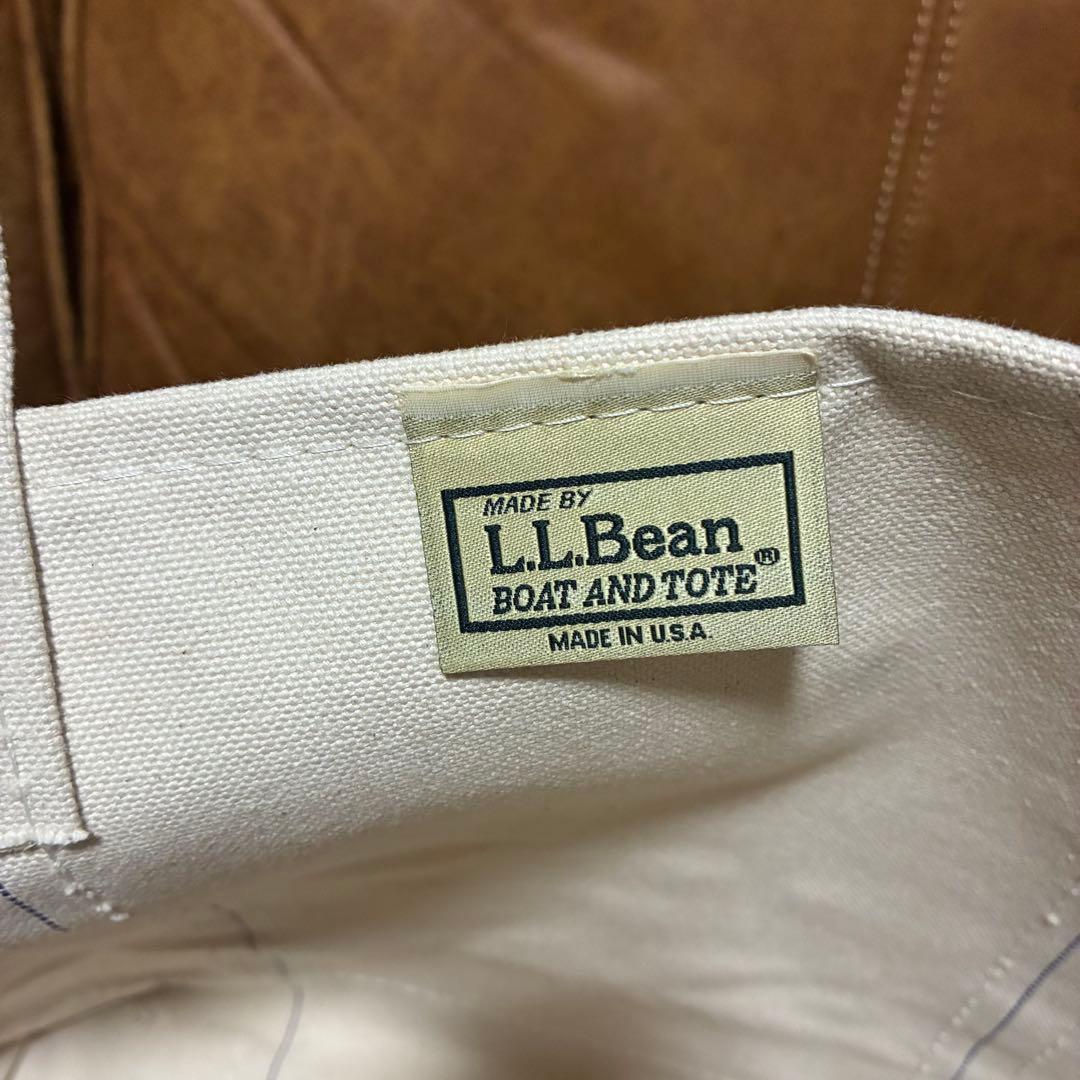 MADE BY
L.L.Bean
BOAT AND TOTE®
MADE IN U.S.A.